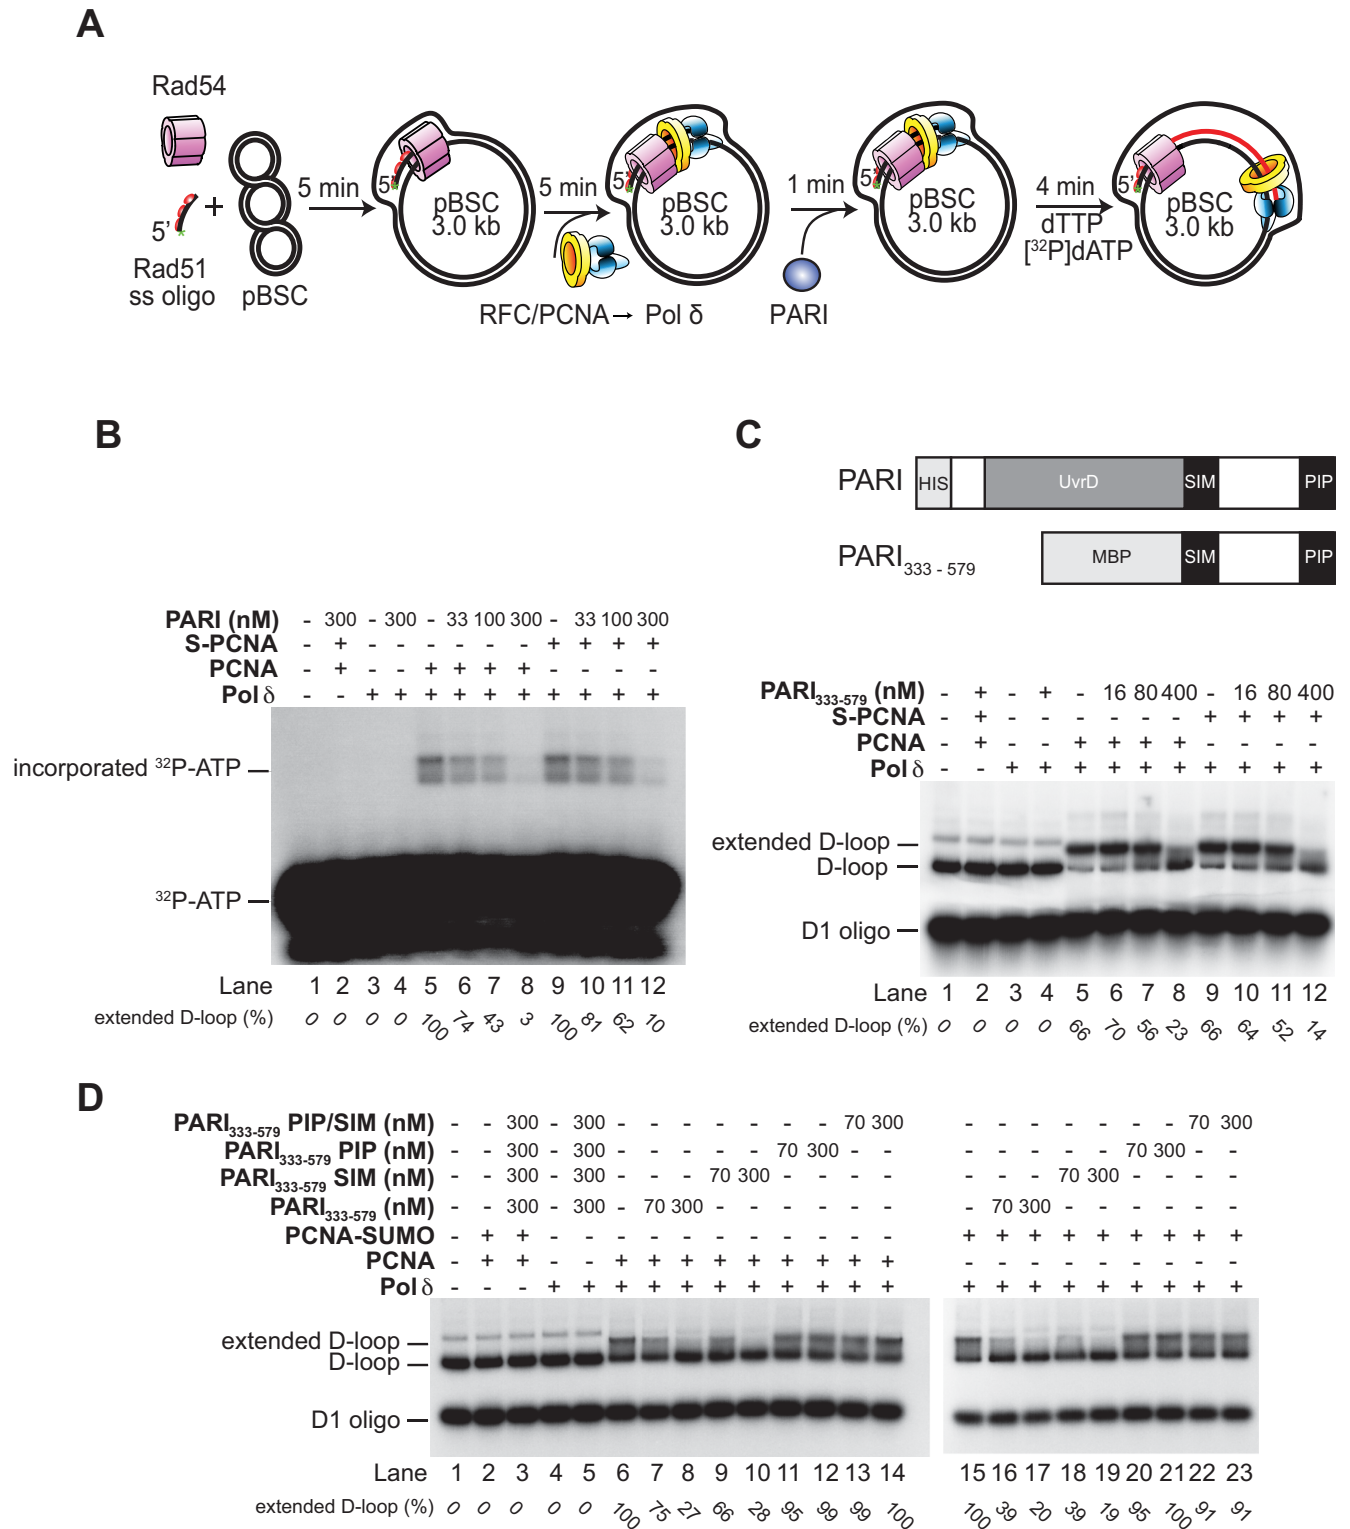 A
Rad54
5'
Rad51
ss oligo
pBSC
5 min
5'
pBSC
3.0 kb
5 min
RFC/PCNA→ Pol δ
5'
pBSC
3.0 kb
1 min
PARI
5'
pBSC
3.0 kb
4 min
dTTP
[32P]dATP
5'
pBSC
3.0 kb
B
PARI (nM) - 300 - 300 - 33 100 300 - 33 100 300
S-PCNA - + - - - - - - + + + +
PCNA - + - - + + + + - - - -
Pol δ - - + + + + + + + + + +
incorporated 32P-ATP
32P-ATP
Lane 1 2 3 4 5 6 7 8 9 10 11 12
extended D-loop (%) 0 0 0 0 100 74 43 3 100 81 62 10
C
PARI HIS UvrD SIM PIP
PARI333 - 579 MBP SIM PIP
PARI333-579 (nM) - + - + - 16 80 400 - 16 80 400
S-PCNA - + - - - - - - + + + +
PCNA - + - - + + + + - - - -
Pol δ - - + + + + + + + + + +
extended D-loop
D-loop
D1 oligo
Lane 1 2 3 4 5 6 7 8 9 10 11 12
extended D-loop (%) 0 0 0 0 66 70 56 23 66 64 52 14
D
PARI333-579 PIP/SIM (nM) - - 300 - 300 - - - - - - - 70 300 - - - - - - - 70 300
PARI333-579 PIP (nM) - - 300 - 300 - - - - - 70 300 - - - - - - - 70 300 - -
PARI333-579 SIM (nM) - - 300 - 300 - - - 70 300 - - - - - - - 70 300 - - - -
PARI333-579 (nM) - - 300 - 300 - 70 300 - - - - - - - 70 300 - - - - - -
PCNA-SUMO - + + - - - - - - - - - - - + + + + + + + + +
PCNA - + + - - + + + + + + + + + - - - - - - - - -
Pol δ - - - + + + + + + + + + + + + + + + + + + + +
extended D-loop
D-loop
D1 oligo
Lane 1 2 3 4 5 6 7 8 9 10 11 12 13 14 15 16 17 18 19 20 21 22 23
extended D-loop (%) 0 0 0 0 0 100 75 27 66 28 95 99 99 100 100 39 20 39 19 95 100 91 91